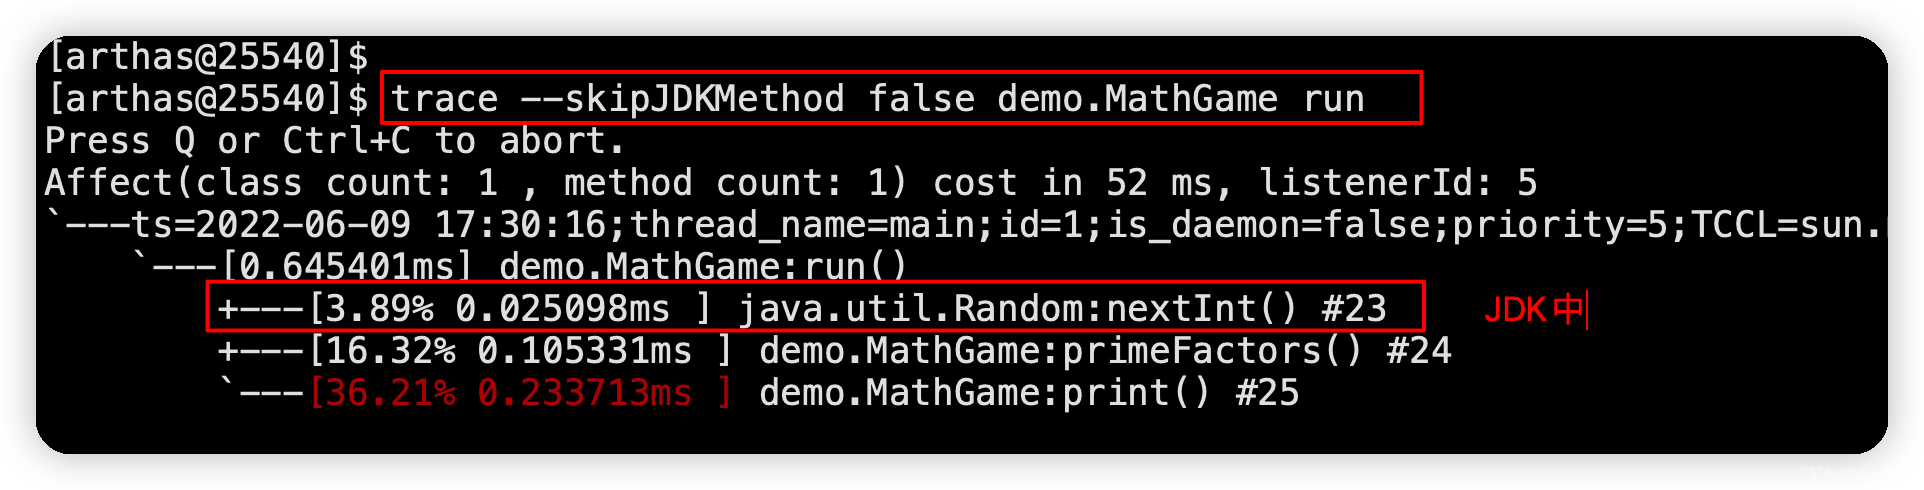 [arthas@25540]$
[arthas@25540]$ trace --skipJDKMethod false demo.MathGame run
Press Q or Ctrl+C to abort.
Affect(class count: 1 , method count: 1) cost in 52 ms, listenerId: 5
`---ts=2022-06-09 17:30:16;thread_name=main;id=1;is_daemon=false;priority=5;TCCL=sun.
`---[0.645401ms] demo.MathGame:run()
+---[3.89% 0.025098ms ] java.util.Random:nextInt() #23 JDK中
+---[16.32% 0.105331ms ] demo.MathGame:primeFactors() #24
`---[36.21% 0.233713ms ] demo.MathGame:print() #25